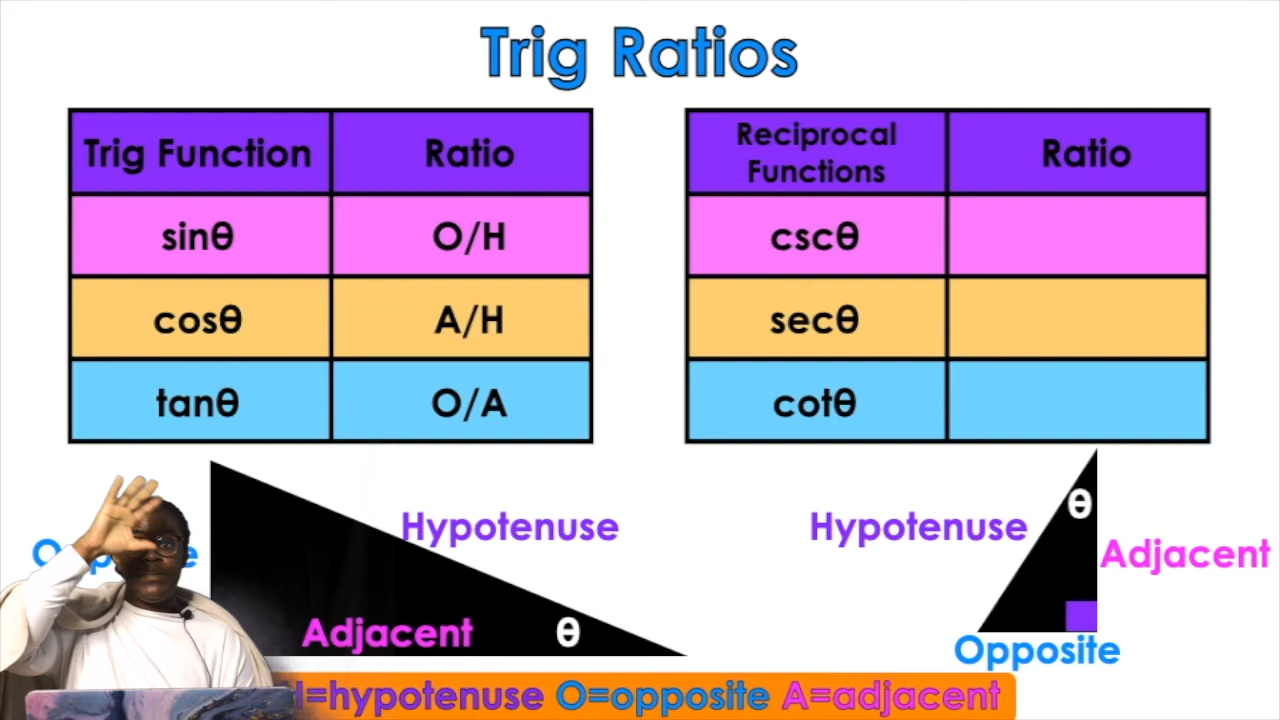 Trig Ratios
Trig Function Ratio
sinθ O/H
cosθ A/H
tanθ O/A
Reciprocal
Functions
Ratio
cscθ
secθ
cotθ
Hypotenuse
Adjacent θ
Hypotenuse
θ
Adjacent
Opposite
=hypotenuse O=opposite A=adjacent